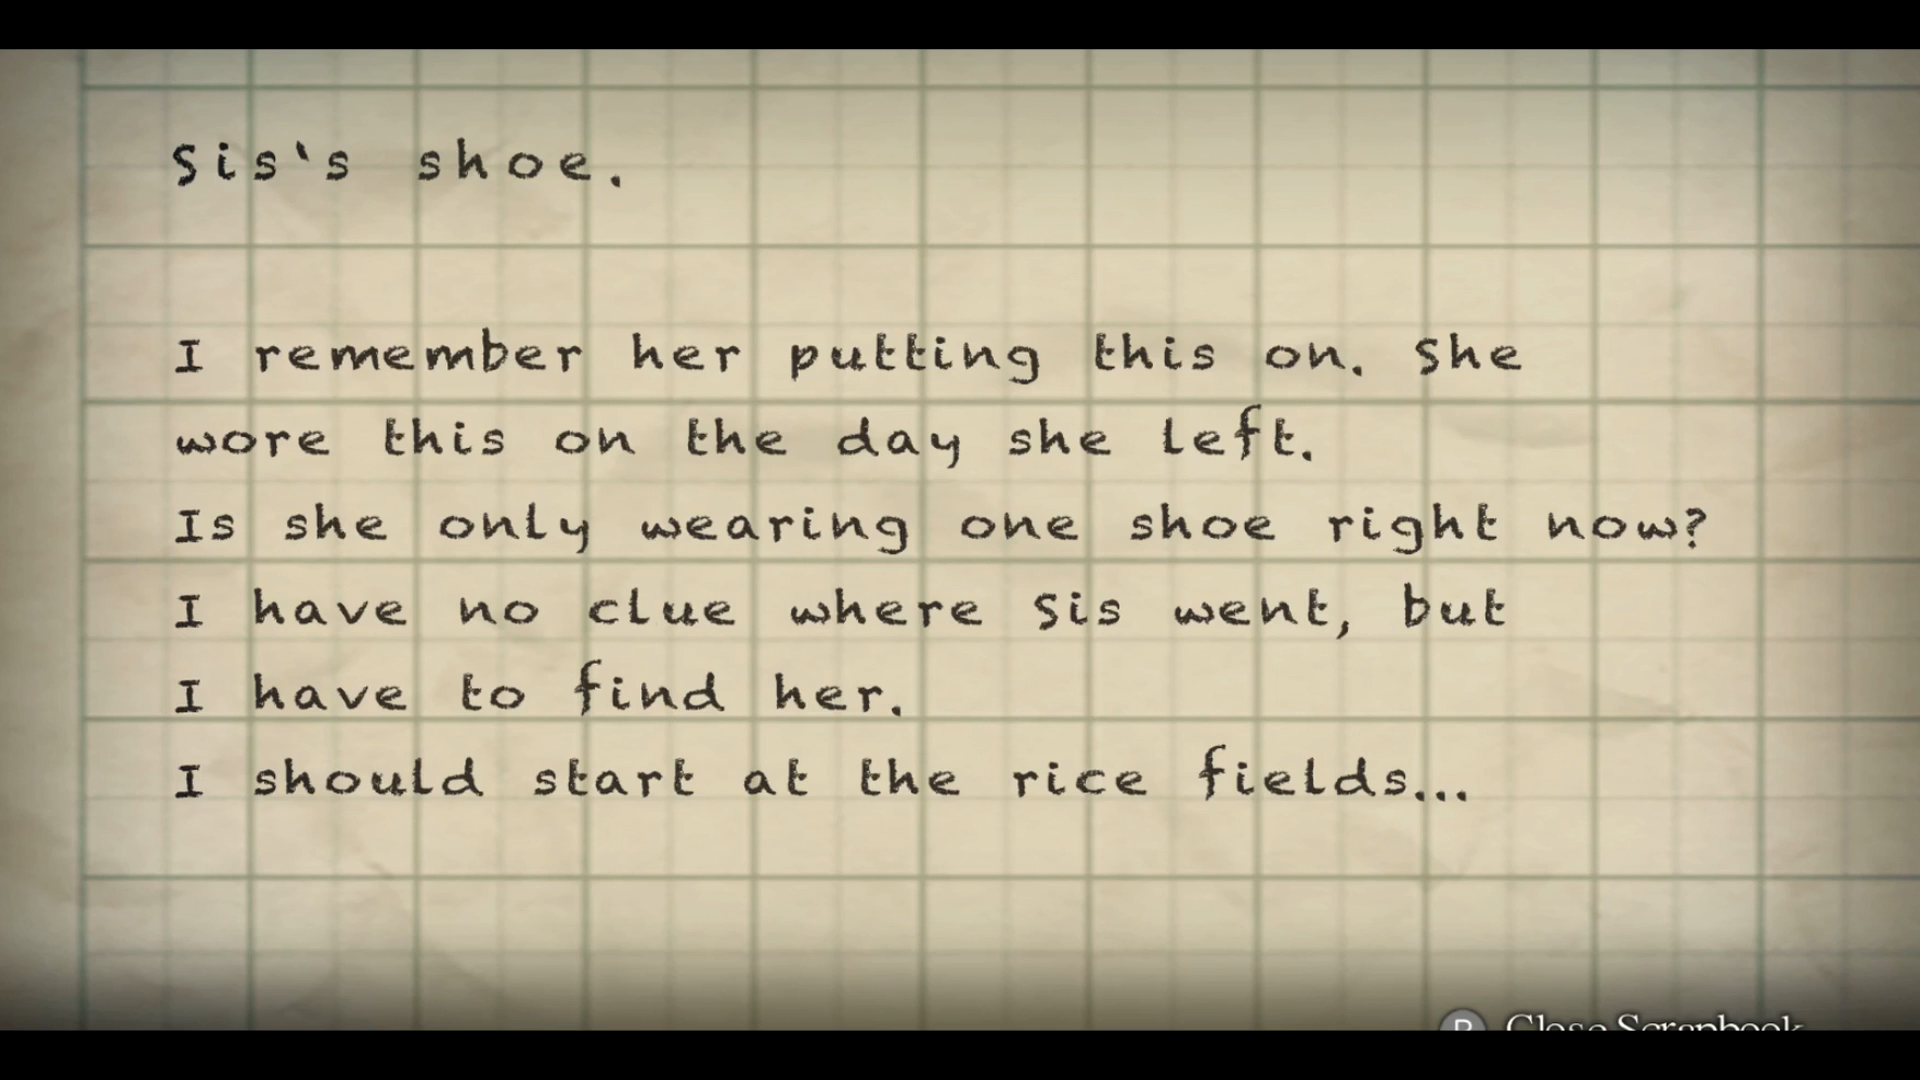 Sis's shoe.
I remember her putting this on. She
wore this on the day she left.
Is she only wearing one shoe right now?
I have no clue where Sis went, but
I have to find her.
I should start at the rice fields...
Close Scrapbook